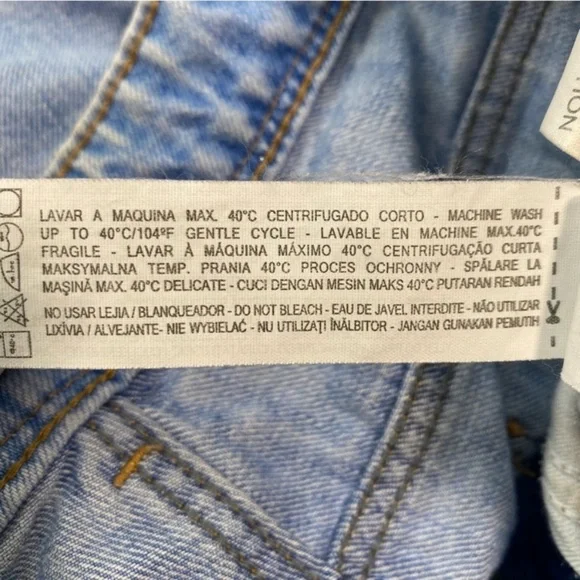 LAVAR A MAQUINA MAX. 40°C CENTRIFUGADO CORTO - MACHINE WASH
UP TO 40°C/104ºF GENTLE CYCLE - LAVABLE EN MACHINE MAX.40°C
FRAGILE - LAVAR À MÁQUINA MÁXIMO 40°C CENTRIFUGAÇÃO CURTA
MAKSYMALNA TEMP. PRANIA 40°C PROCES OCHRONNY - SPĂLARE LA
MAŞINĂ MAX. 40°C DELICATE - CUCI DENGAN MESIN MAKS 40°C PUTARAN RENDAH
NO USAR LEJIA / BLANQUEADOR - DO NOT BLEACH - EAU DE JAVEL INTERDITE - NÃO UTILIZAR
LIXÍVIA / ALVEJANTE- NIE WYBIELAĆ - NU UTILIZAŢI ÎNĂLBITOR - JANGAN GUNAKAN PEMUTIH